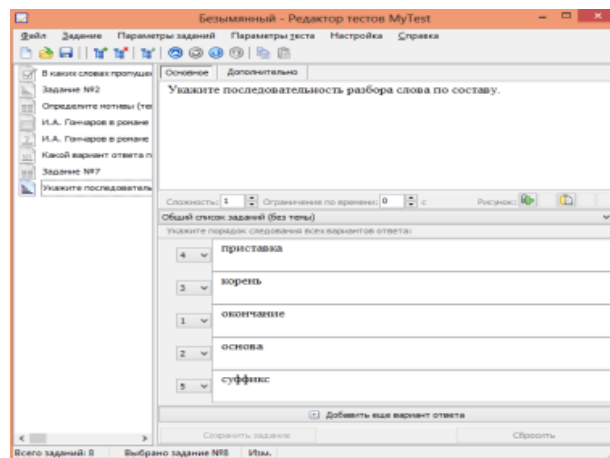 Безымянный - Редактор тестов MyTest
Файл Задание Параметры заданий Параметры теста Настройка Справка
В каких словах пропущен
Задание №2
Определите мотивы (те
И.А. Гончаров в романе
И.А. Гончаров в романе
Какой вариант ответа п
Задание №7
Укажите последователь
Основное Дополнительно
Укажите последовательность разбора слова по составу.
Сложность: 1 Ограничение по времени: 0 с Рисунок:
Общий список заданий (без темы)
Укажите порядок следования всех вариантов ответа:
4 приставка
3 корень
1 окончание
2 основа
5 суффикс
Добавить еще вариант ответа
Сохранить задание Сбросить
Всего заданий: 8 Выбрано задание №8 Изм.